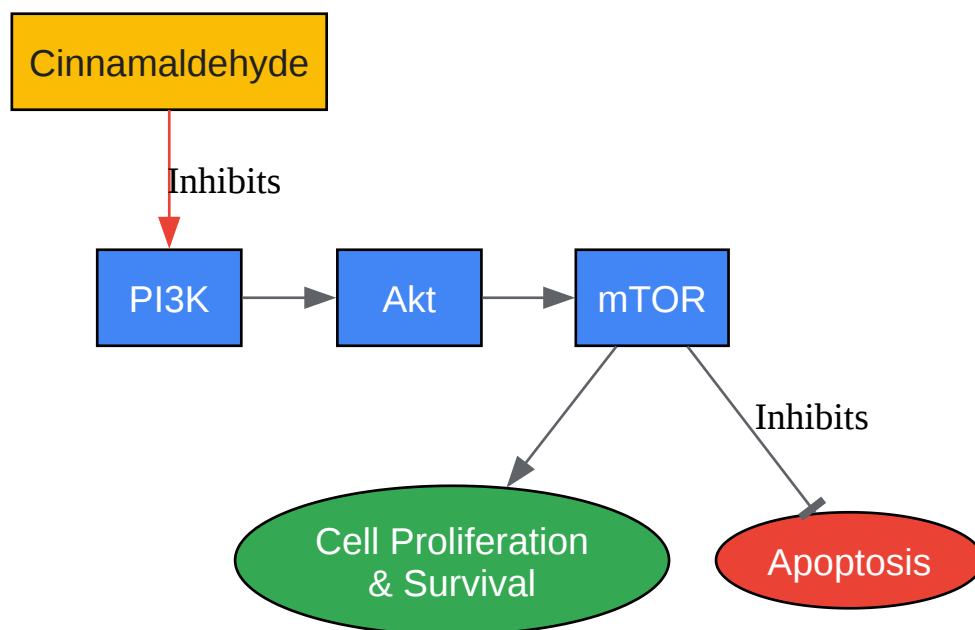 Cinnamaldehyde
Inhibits
PI3K
Akt
mTOR
Inhibits
Cell Proliferation
& Survival
Apoptosis